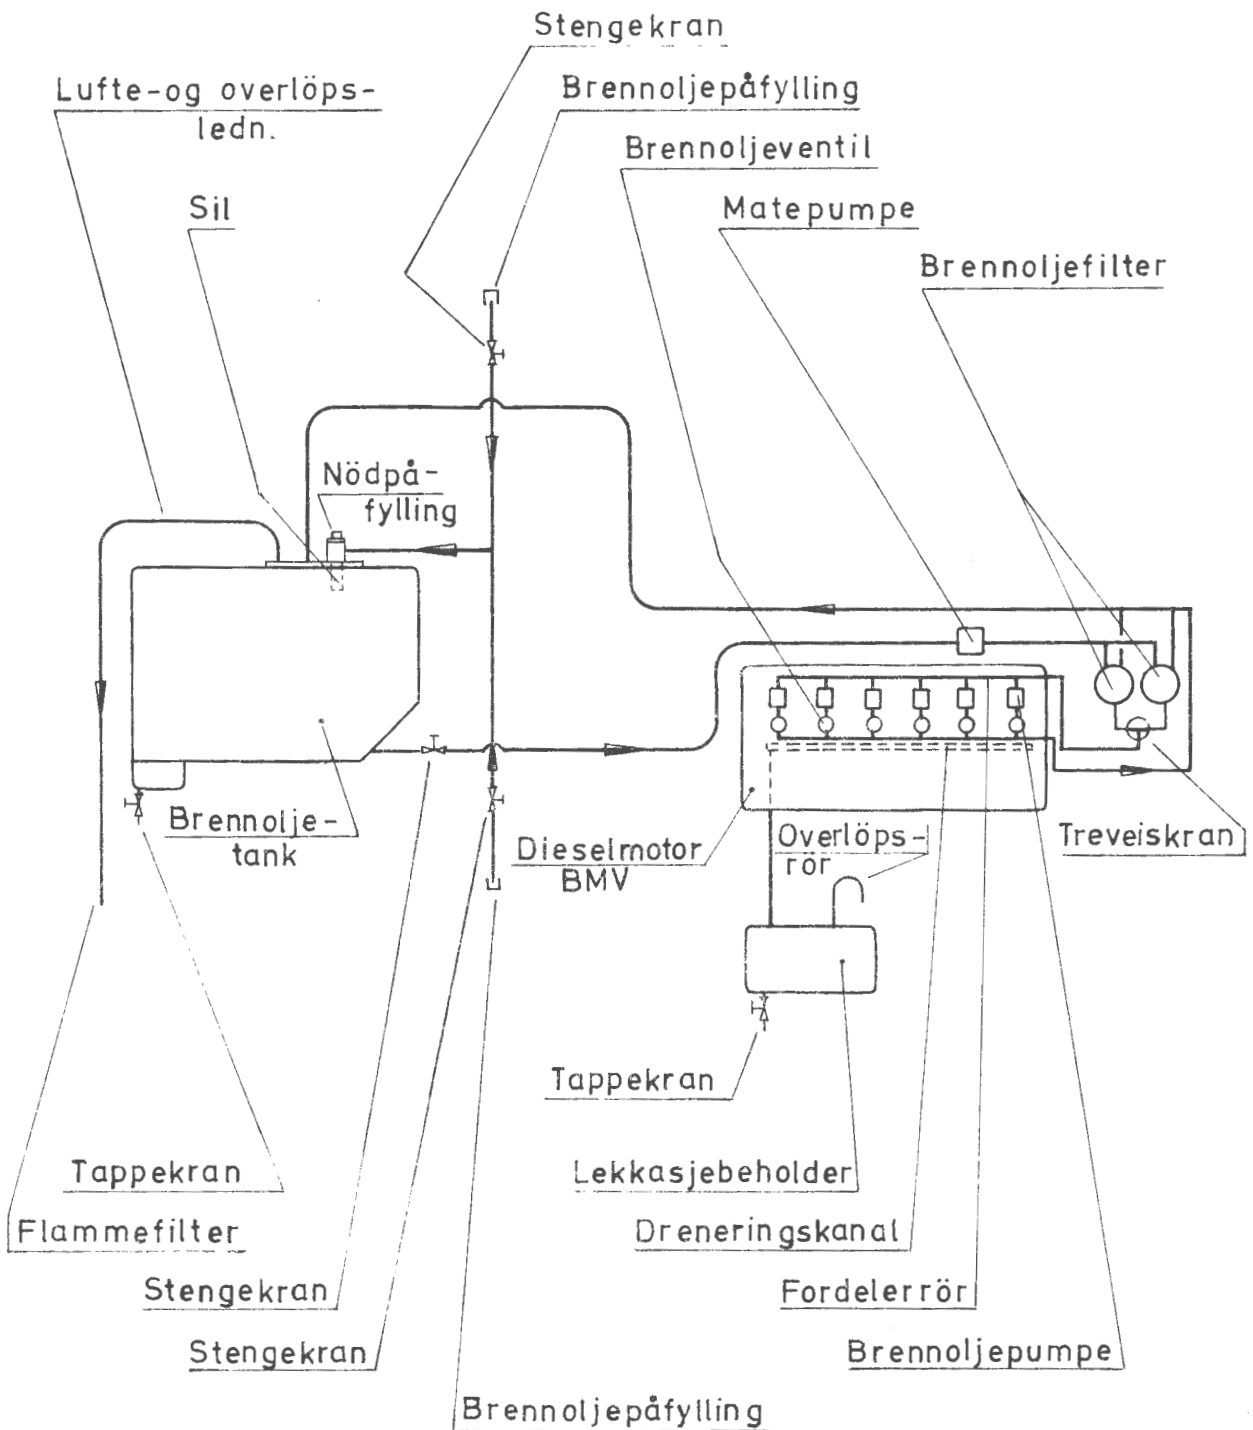 Stengekran
Lufte-og overlöps-
ledn.
Brennoljepåfylling
Brennoljeventil
Sil
Matepumpe
Brennoljefilter
Nödpå-
fylling
Brennolje-
tank
Dieselmotor
BMV
Overlöps-
rör
Treveiskran
Tappekran
Tappekran
Lekkasjebeholder
Flammefilter
Dreneringskanal
Stengekran
Fordelerrör
Stengekran
Brennoljepumpe
Brennoljepåfylling